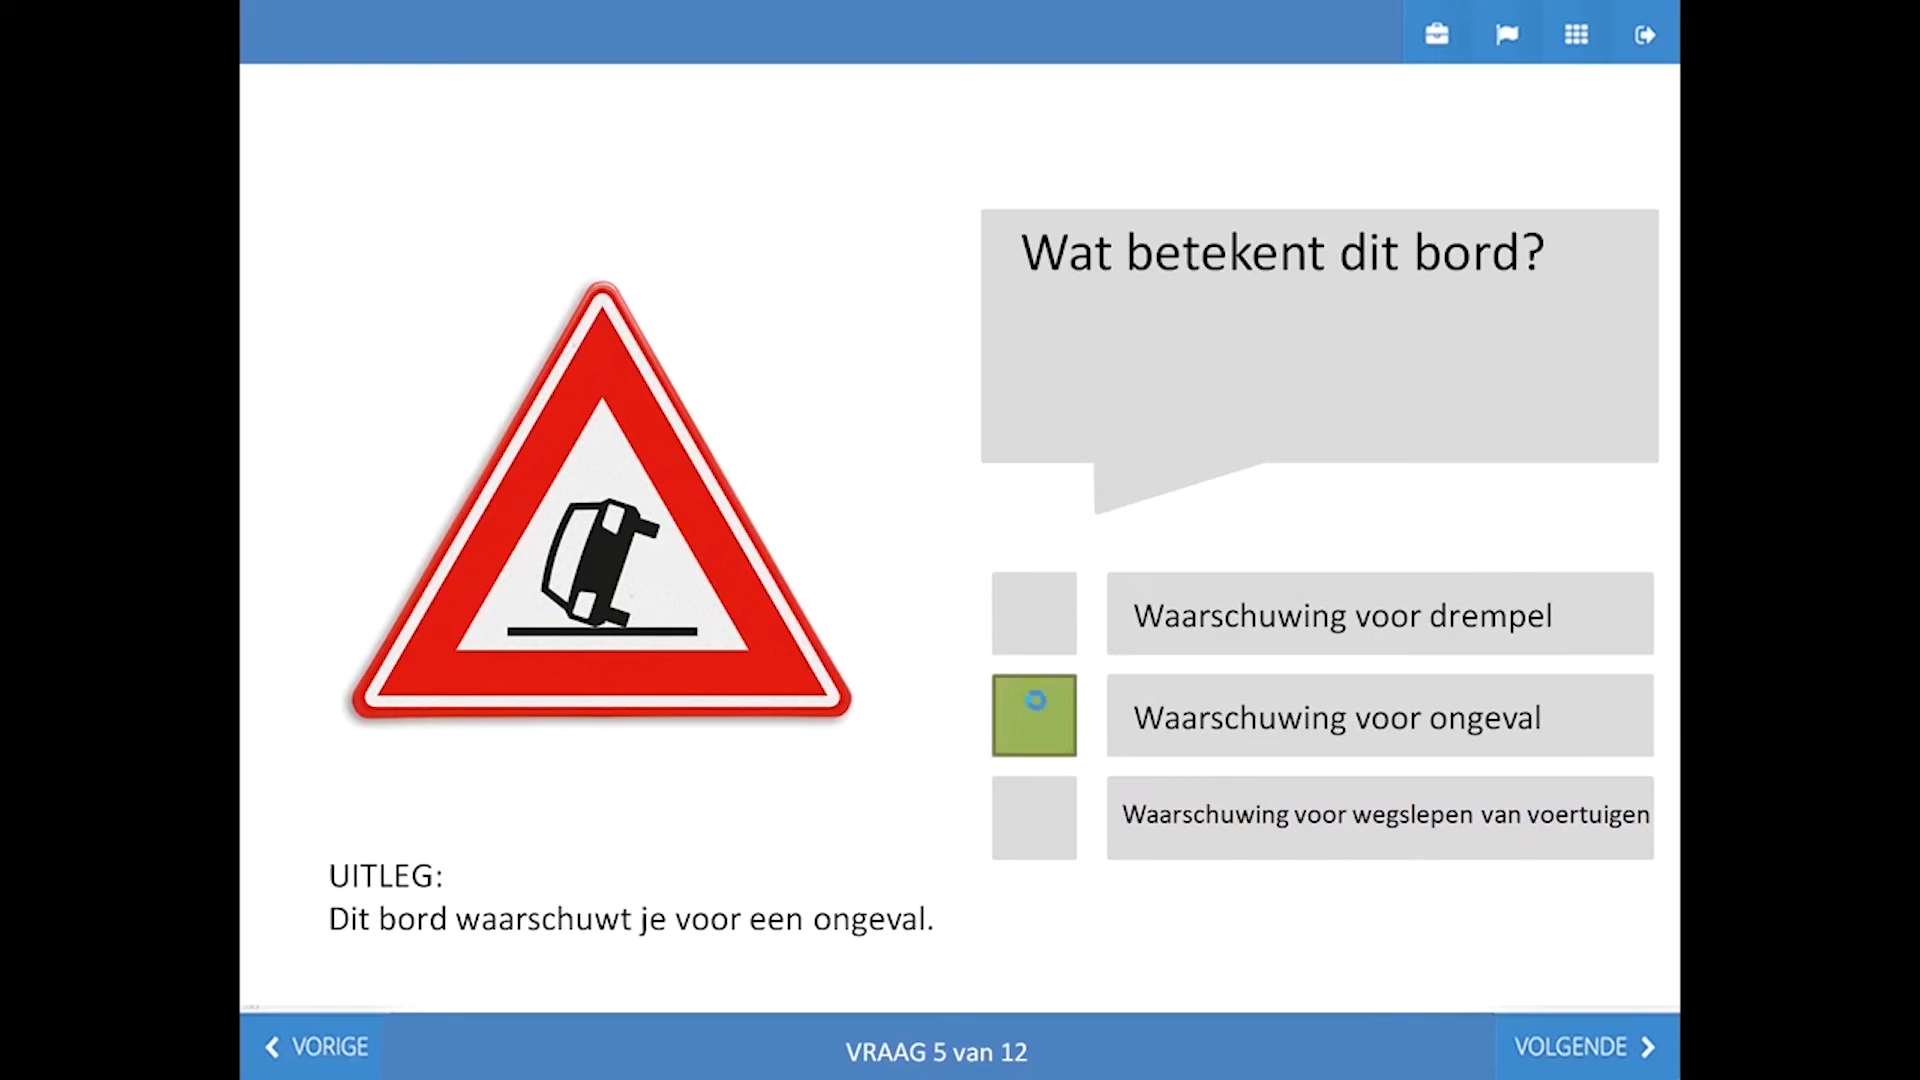 Wat betekent dit bord?
Waarschuwing voor drempel
Waarschuwing voor ongeval
Waarschuwing voor wegslepen van voertuigen
UITLEG:
Dit bord waarschuwt je voor een ongeval.
VORIGE
VRAAG 5 van 12
VOLGENDE